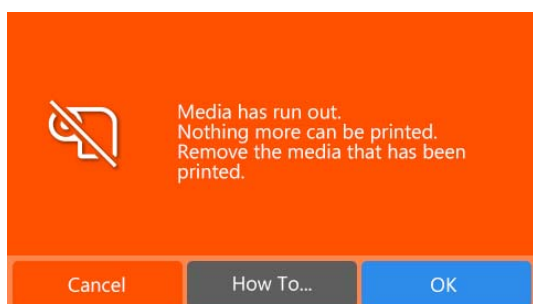 Media has run out.
Nothing more can be printed.
Remove the media that has been
printed.
Cancel
How To...
OK